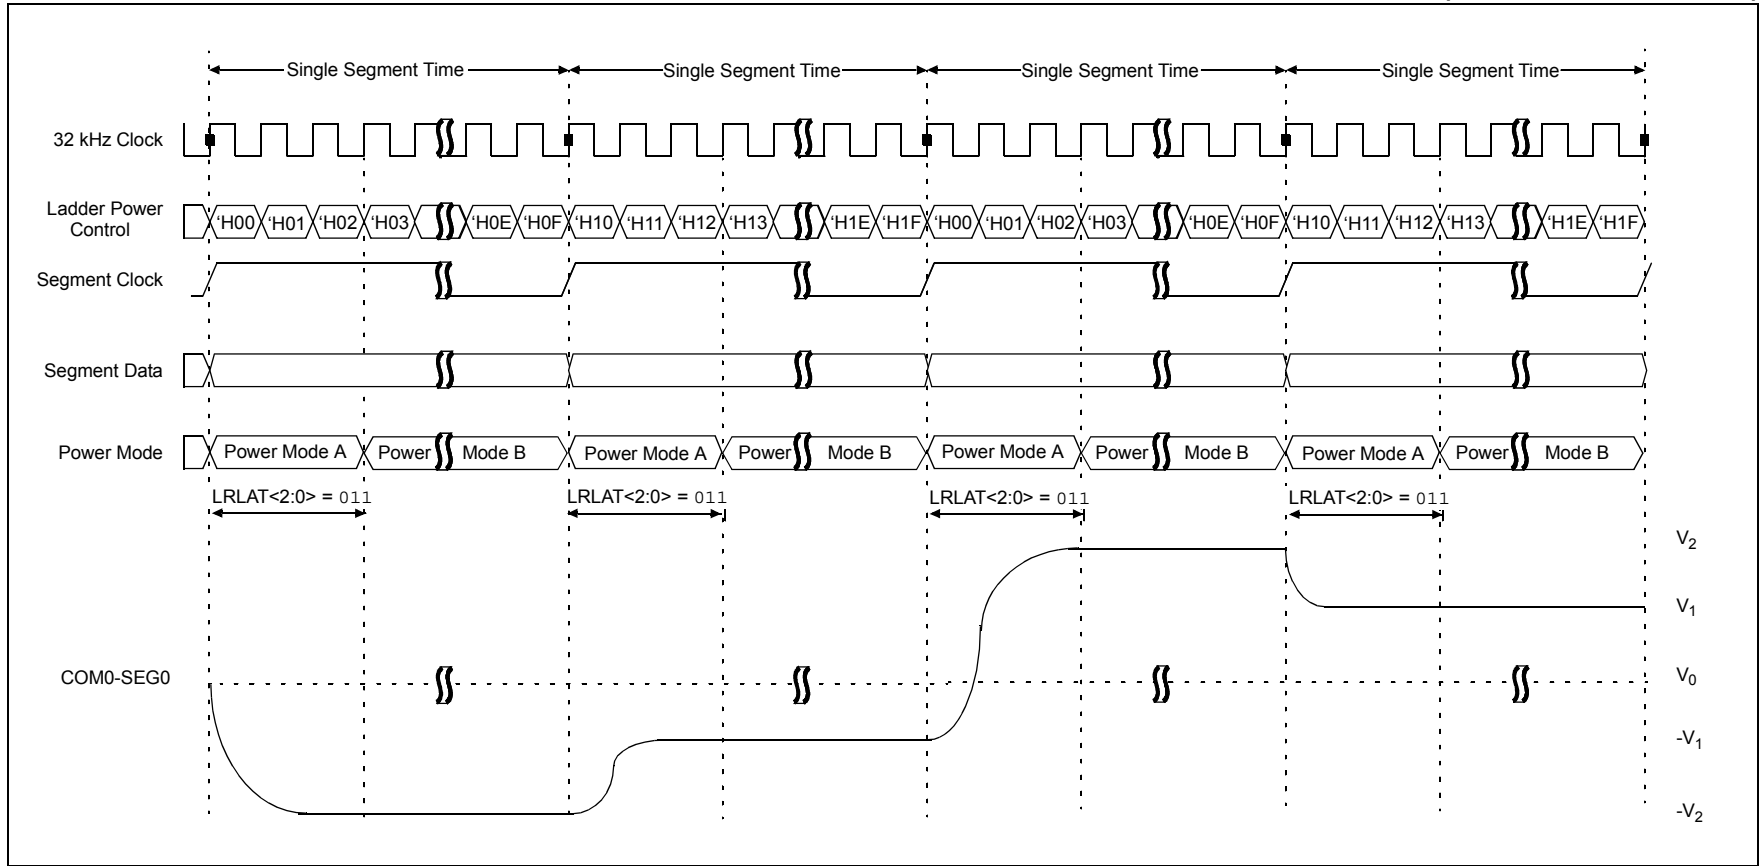 Single Segment Time Single Segment Time Single Segment Time Single Segment Time
32 kHz Clock
Ladder Power
Control
‘H00 ‘H01 ‘H02 ‘H03 ‘H0E ‘H0F ‘H10 ‘H11 ‘H12 ‘H13 ‘H1E ‘H1F ‘H00 ‘H01 ‘H02 ‘H03 ‘H0E ‘H0F ‘H10 ‘H11 ‘H12 ‘H13 ‘H1E ‘H1F
Segment Clock
Segment Data
Power Mode Power Mode A Power Mode B Power Mode A Power Mode B Power Mode A Power Mode B Power Mode A Power Mode B
LRLAT<2:0> = 011 LRLAT<2:0> = 011 LRLAT<2:0> = 011 LRLAT<2:0> = 011
V2
V1
COM0-SEG0 V0
-V1
-V2